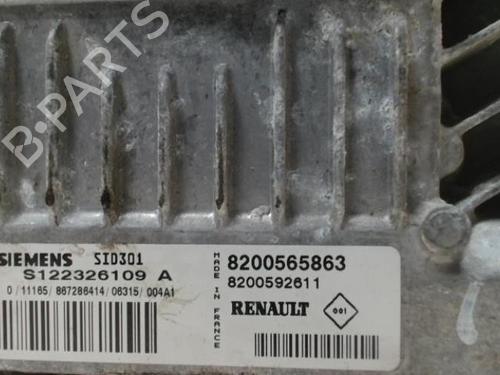 B-PARTS
SIEMENS SID301
S122326109 A
0 / 11165 / 867286414 / 06315 / 004A1
MADE IN FRANCE
8200565863
8200592611
RENAULT
001